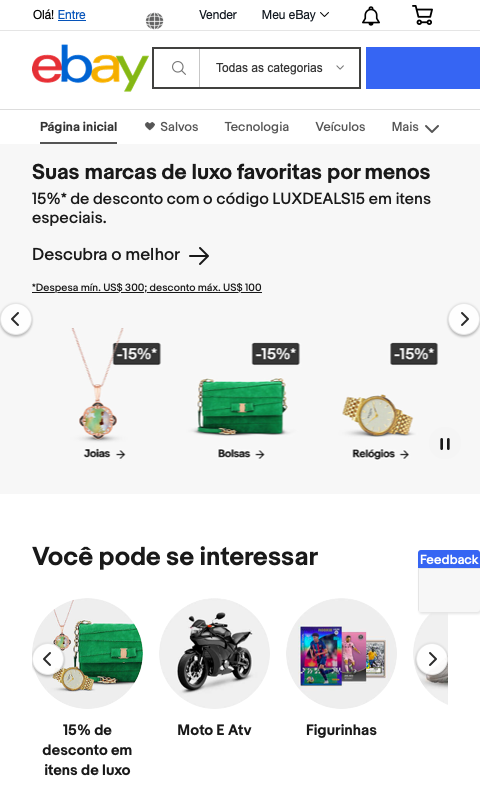 Olá! Entre
Vender
Meu eBay
ebay
Todas as categorias
Página inicial
Salvos
Tecnologia
Veículos
Mais
Suas marcas de luxo favoritas por menos
15%* de desconto com o código LUXDEALS15 em itens
especiais.
Descubra o melhor
*Despesa mín. US$ 300; desconto máx. US$ 100
-15%*
-15%*
-15%*
Joias
Bolsas
Relógios
Você pode se interessar
Feedback
15% de
desconto em
itens de luxo
Moto E Atv
Figurinhas